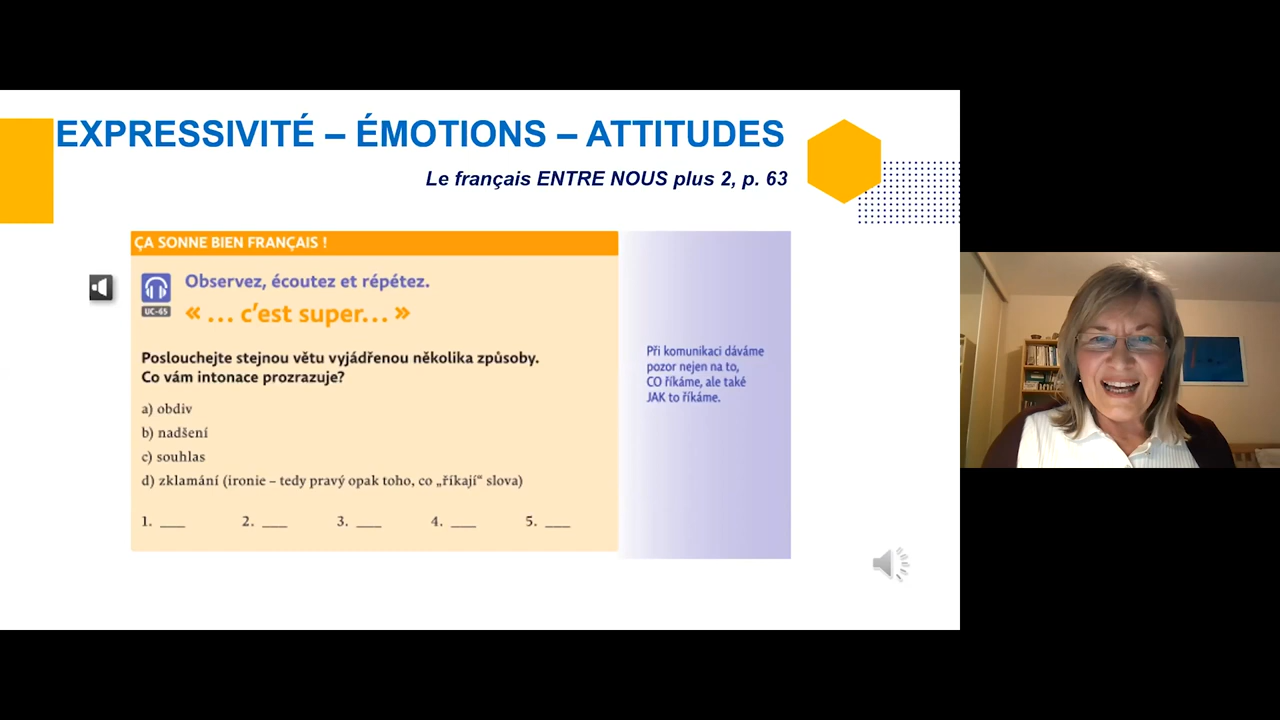 EXPRESSIVITÉ – ÉMOTIONS – ATTITUDES
Le français ENTRE NOUS plus 2, p. 63
ÇA SONNE BIEN FRANÇAIS !
Observez, écoutez et répétez.
UC-65
« ... c’est super... »
Poslouchejte stejnou větu vyjádřenou několika způsoby.
Co vám intonace prozrazuje?
a) obdiv
b) nadšení
c) souhlas
d) zklamání (ironie – tedy pravý opak toho, co „říkají“ slova)
1. ___ 2. ___ 3. ___ 4. ___ 5. ___
Při komunikaci dáváme
pozor nejen na to,
CO říkáme, ale také
JAK to říkáme.